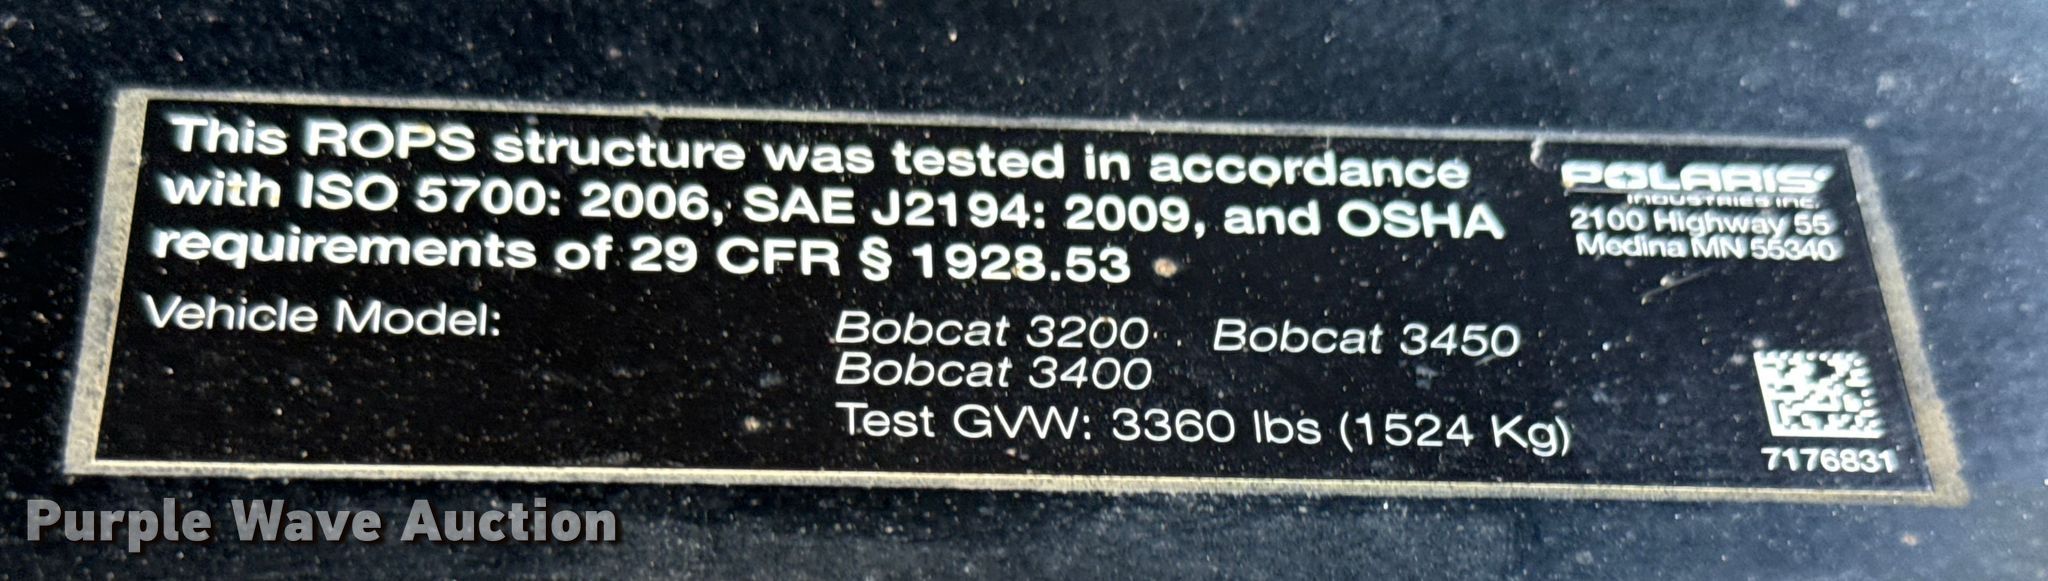 This ROPS structure was tested in accordance
with ISO 5700: 2006, SAE J2194: 2009, and OSHA
requirements of 29 CFR § 1928.53
POLARIS
INDUSTRIES INC.
2100 Highway 55
Medina MN 55340
Vehicle Model:
Bobcat 3200 Bobcat 3450
Bobcat 3400
Test GVW: 3360 lbs (1524 Kg)
7176831
Purple Wave Auction